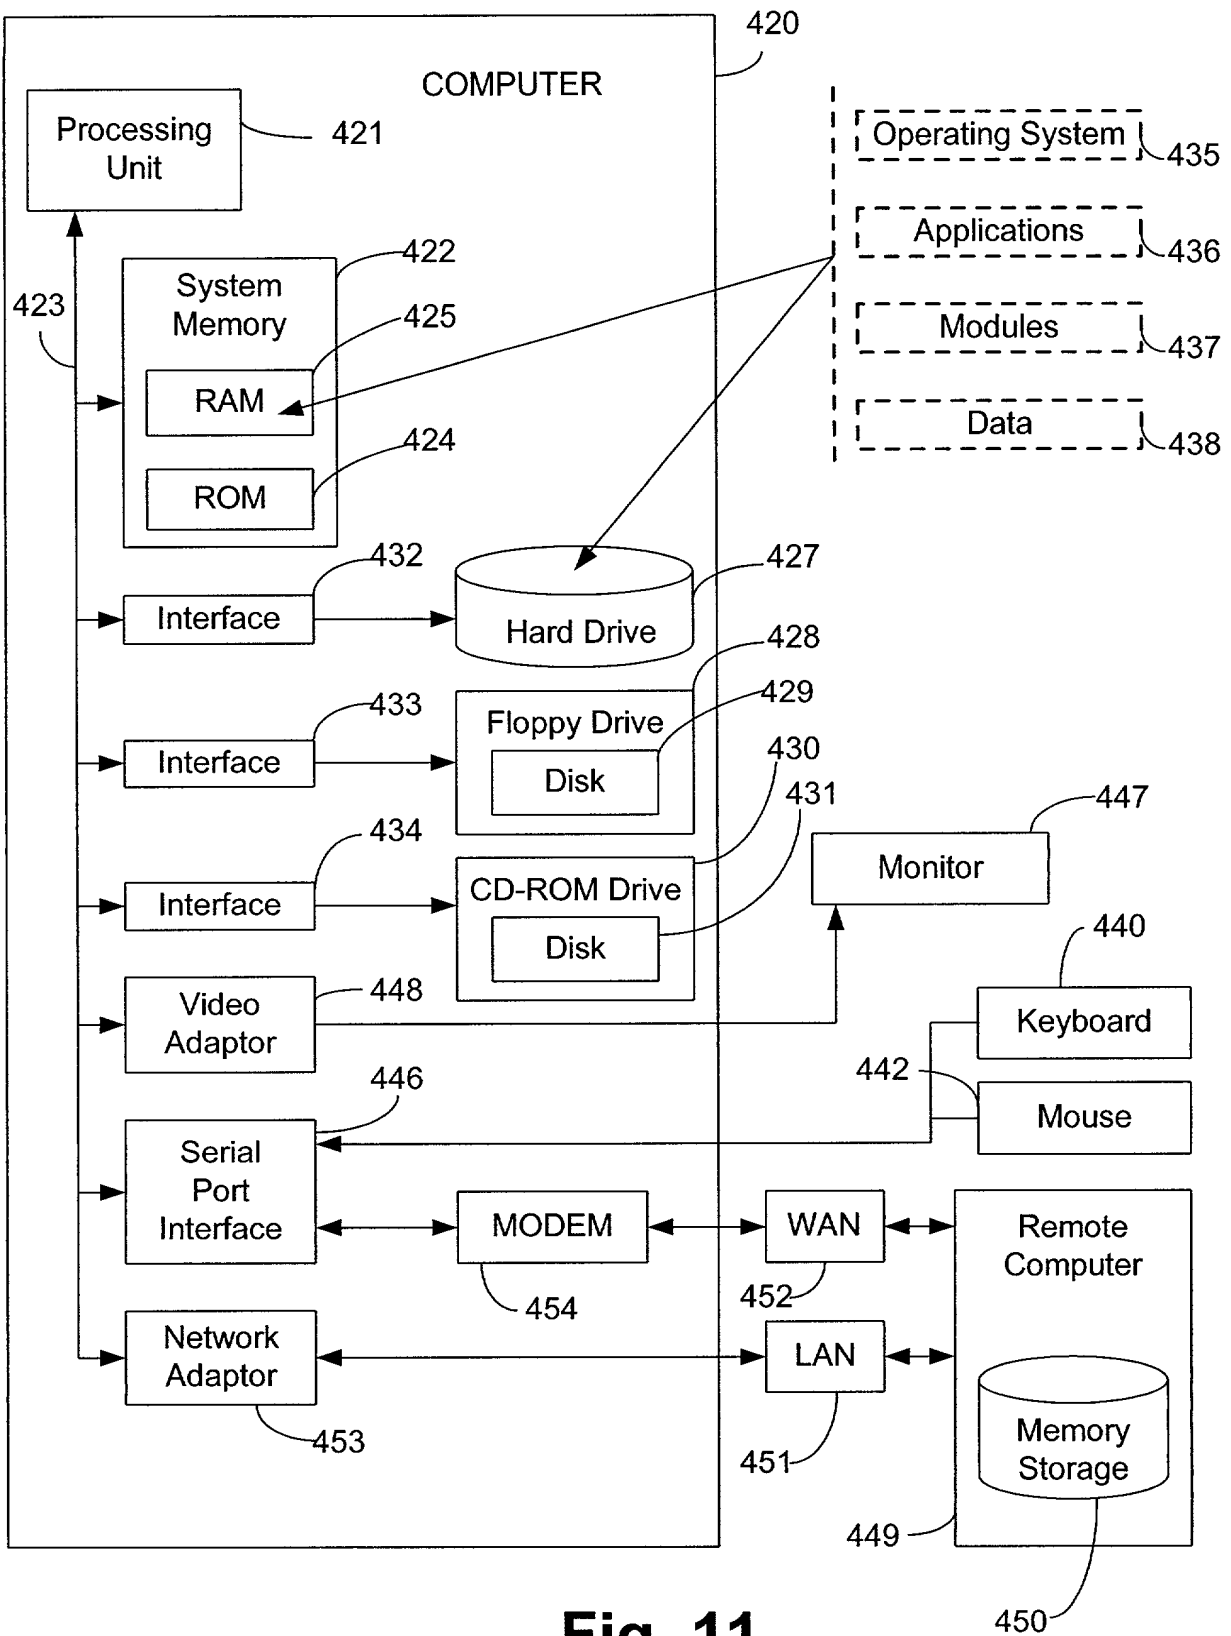 420
COMPUTER
Processing
Unit
421
Operating System
435
Applications
436
Modules
437
Data
438
423
422
System
Memory
425
RAM
424
ROM
432
Interface
427
Hard Drive
428
433
Interface
Floppy Drive
429
Disk
430
431
434
Interface
CD-ROM Drive
Disk
447
Monitor
440
Keyboard
442
Mouse
448
Video
Adaptor
446
Serial
Port
Interface
MODEM
454
WAN
452
Remote
Computer
Network
Adaptor
453
LAN
451
Memory
Storage
449
450
Fig. 11